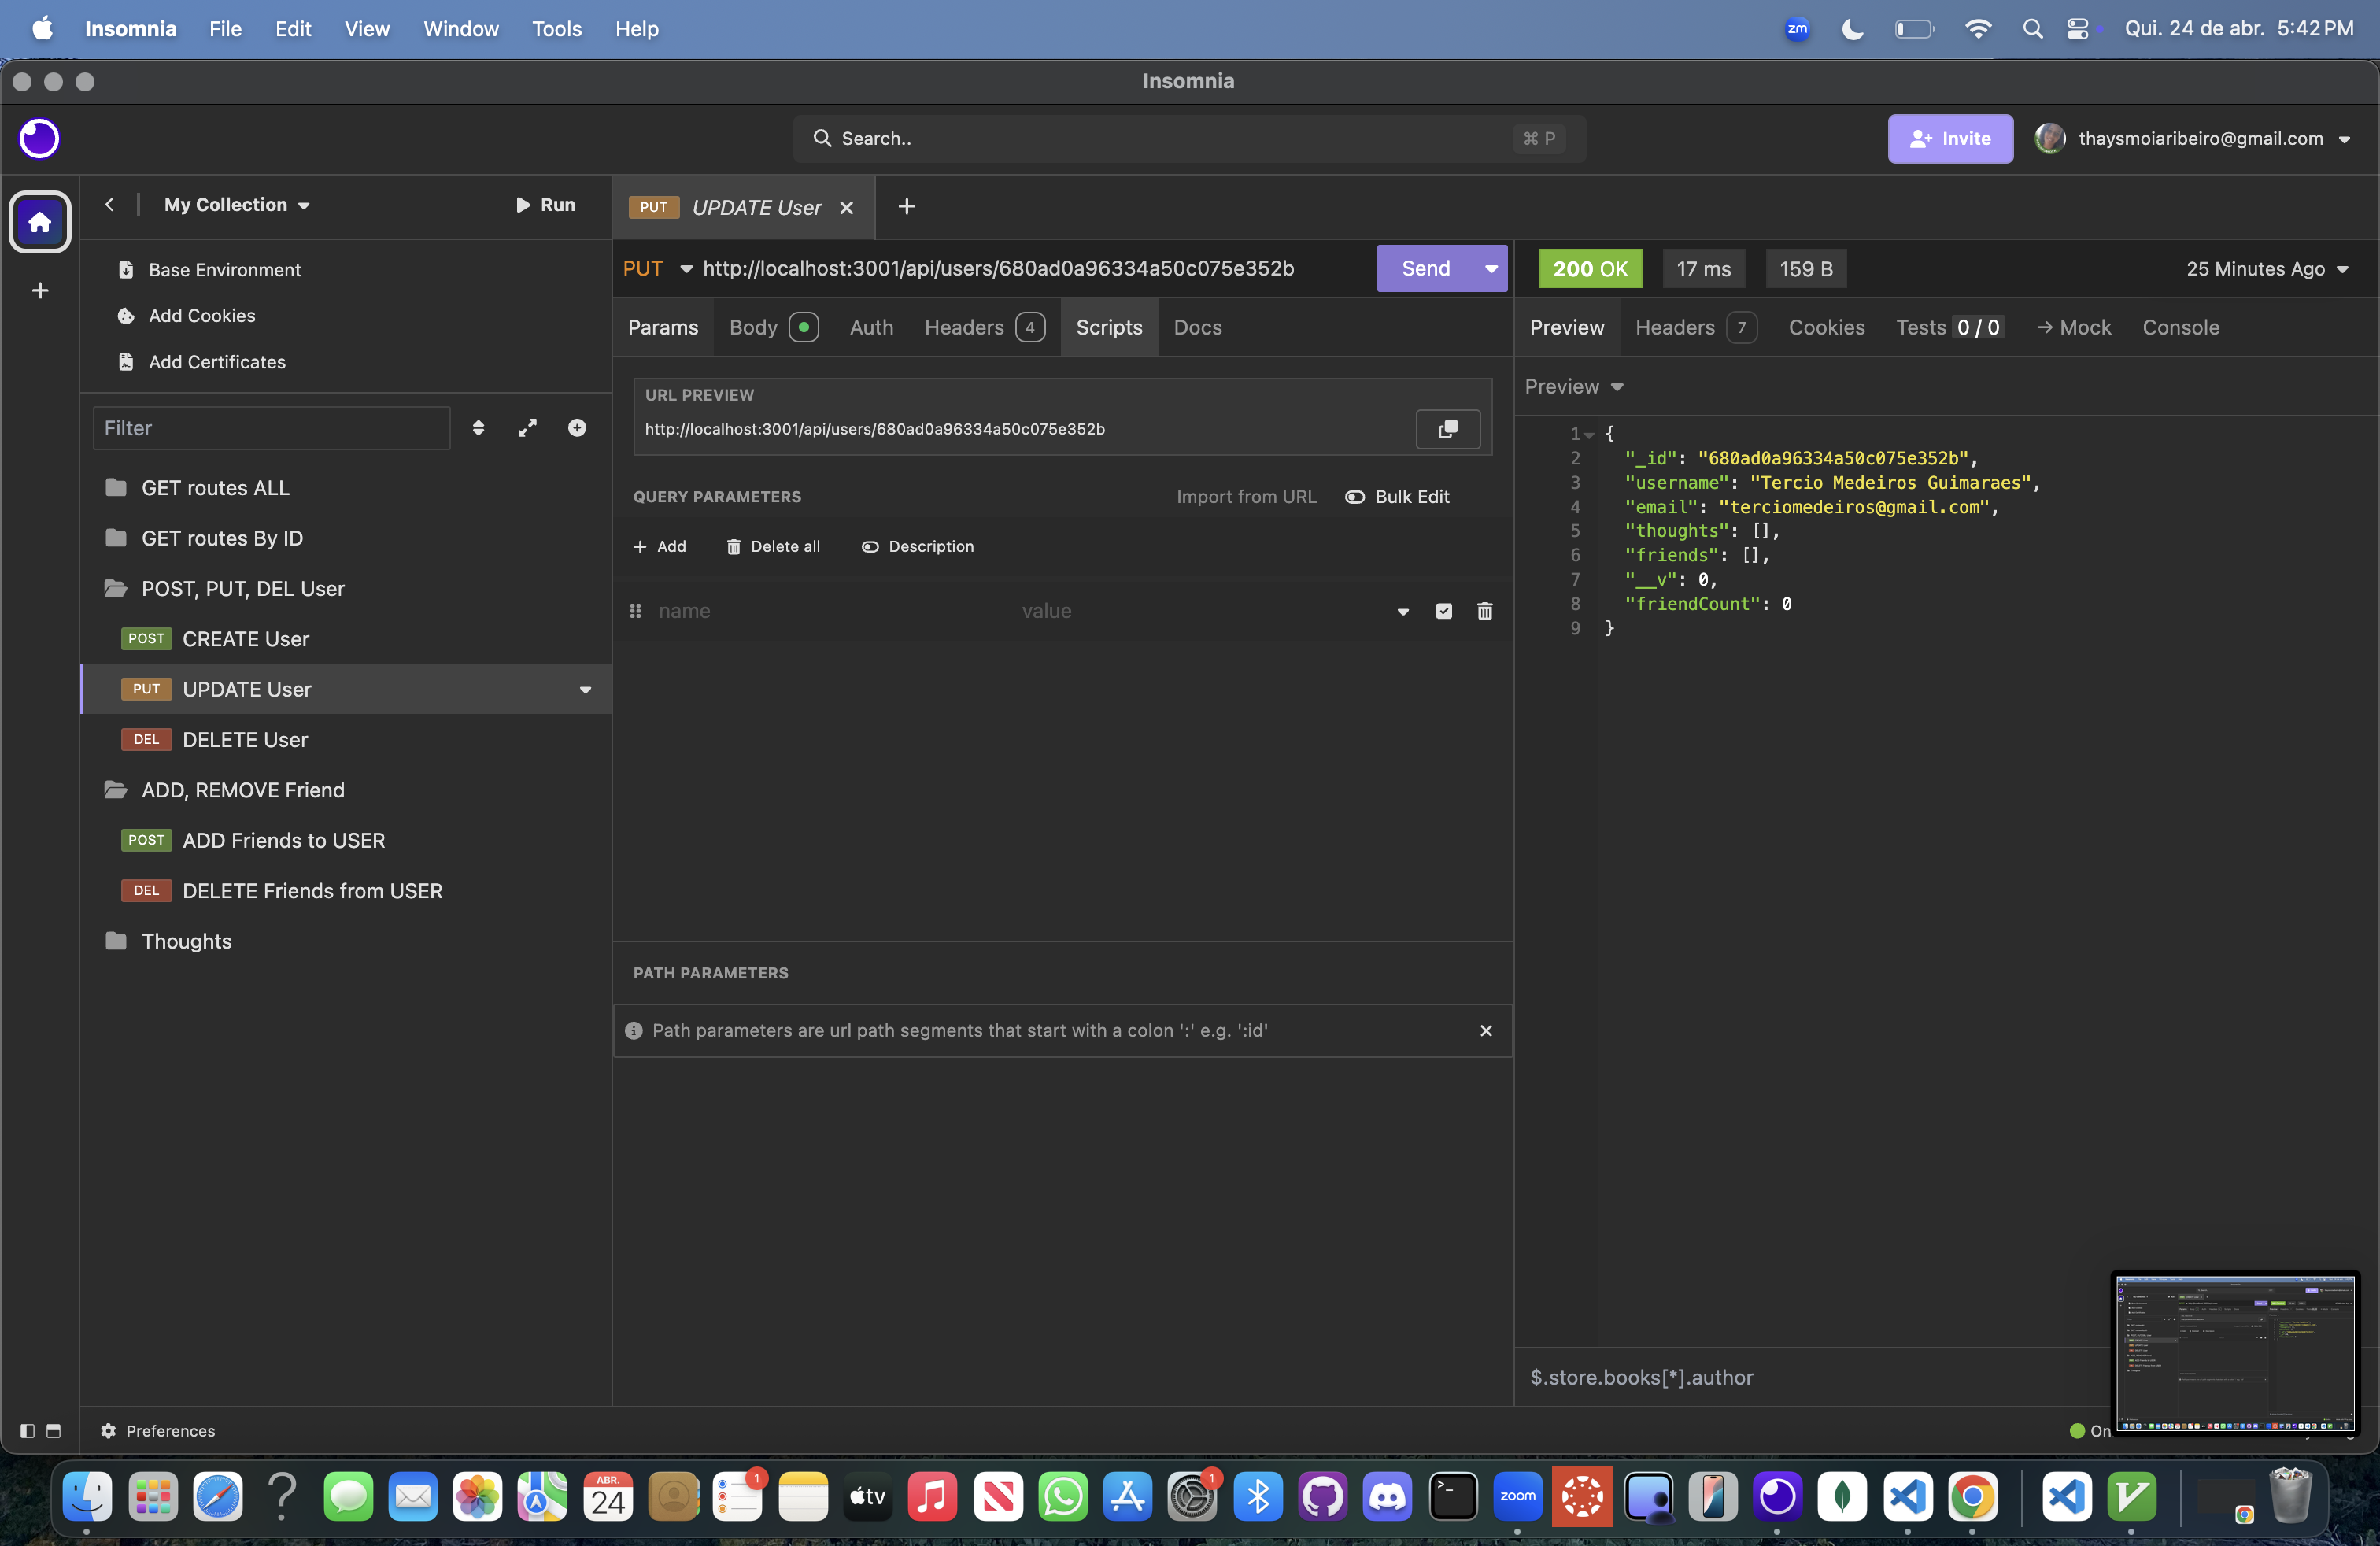 Insomnia File Edit View Window Tools Help
zm Qui. 24 de abr. 5:42 PM
Insomnia
Search.. ⌘ P
Invite thaysmoiaribeiro@gmail.com
My Collection Run
PUT UPDATE User
Base Environment
Add Cookies
Add Certificates
Filter
GET routes ALL
GET routes By ID
POST, PUT, DEL User
POST CREATE User
PUT UPDATE User
DEL DELETE User
ADD, REMOVE Friend
POST ADD Friends to USER
DEL DELETE Friends from USER
Thoughts
PUT http://localhost:3001/api/users/680ad0a96334a50c075e352b Send
Params Body Auth Headers 4 Scripts Docs
URL PREVIEW
http://localhost:3001/api/users/680ad0a96334a50c075e352b
QUERY PARAMETERS Import from URL Bulk Edit
Add Delete all Description
name value
PATH PARAMETERS
Path parameters are url path segments that start with a colon ':' e.g. ':id'
200 OK 17 ms 159 B 25 Minutes Ago
Preview Headers 7 Cookies Tests 0 / 0 → Mock Console
Preview
1 {
2 "_id": "680ad0a96334a50c075e352b",
3 "username": "Tercio Medeiros Guimaraes",
4 "email": "terciomedeiros@gmail.com",
5 "thoughts": [],
6 "friends": [],
7 "__v": 0,
8 "friendCount": 0
9 }
$.store.books[*].author
Preferences
ABR.
24
1
tv
1
zoom